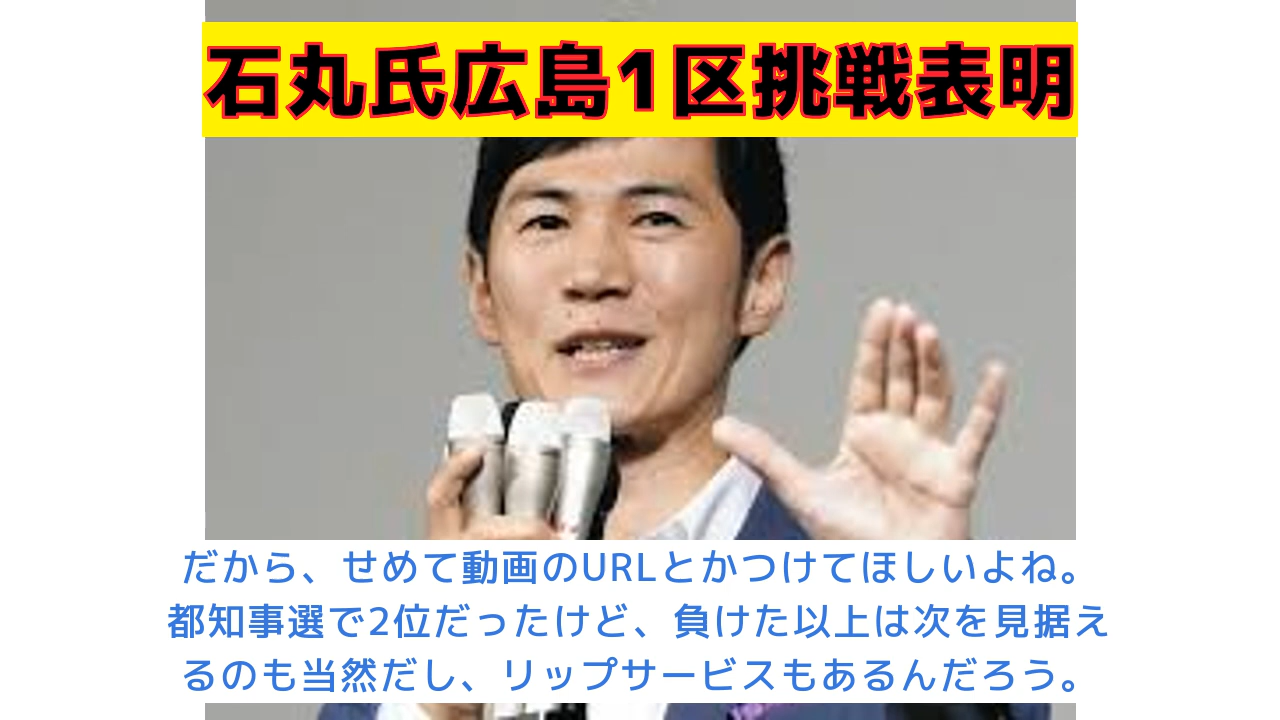 石丸氏広島1区挑戦表明
だから、せめて動画のURLとかつけてほしいよね。
都知事選で2位だったけど、負けた以上は次を見据え
るのも当然だし、リップサービスもあるんだろう。